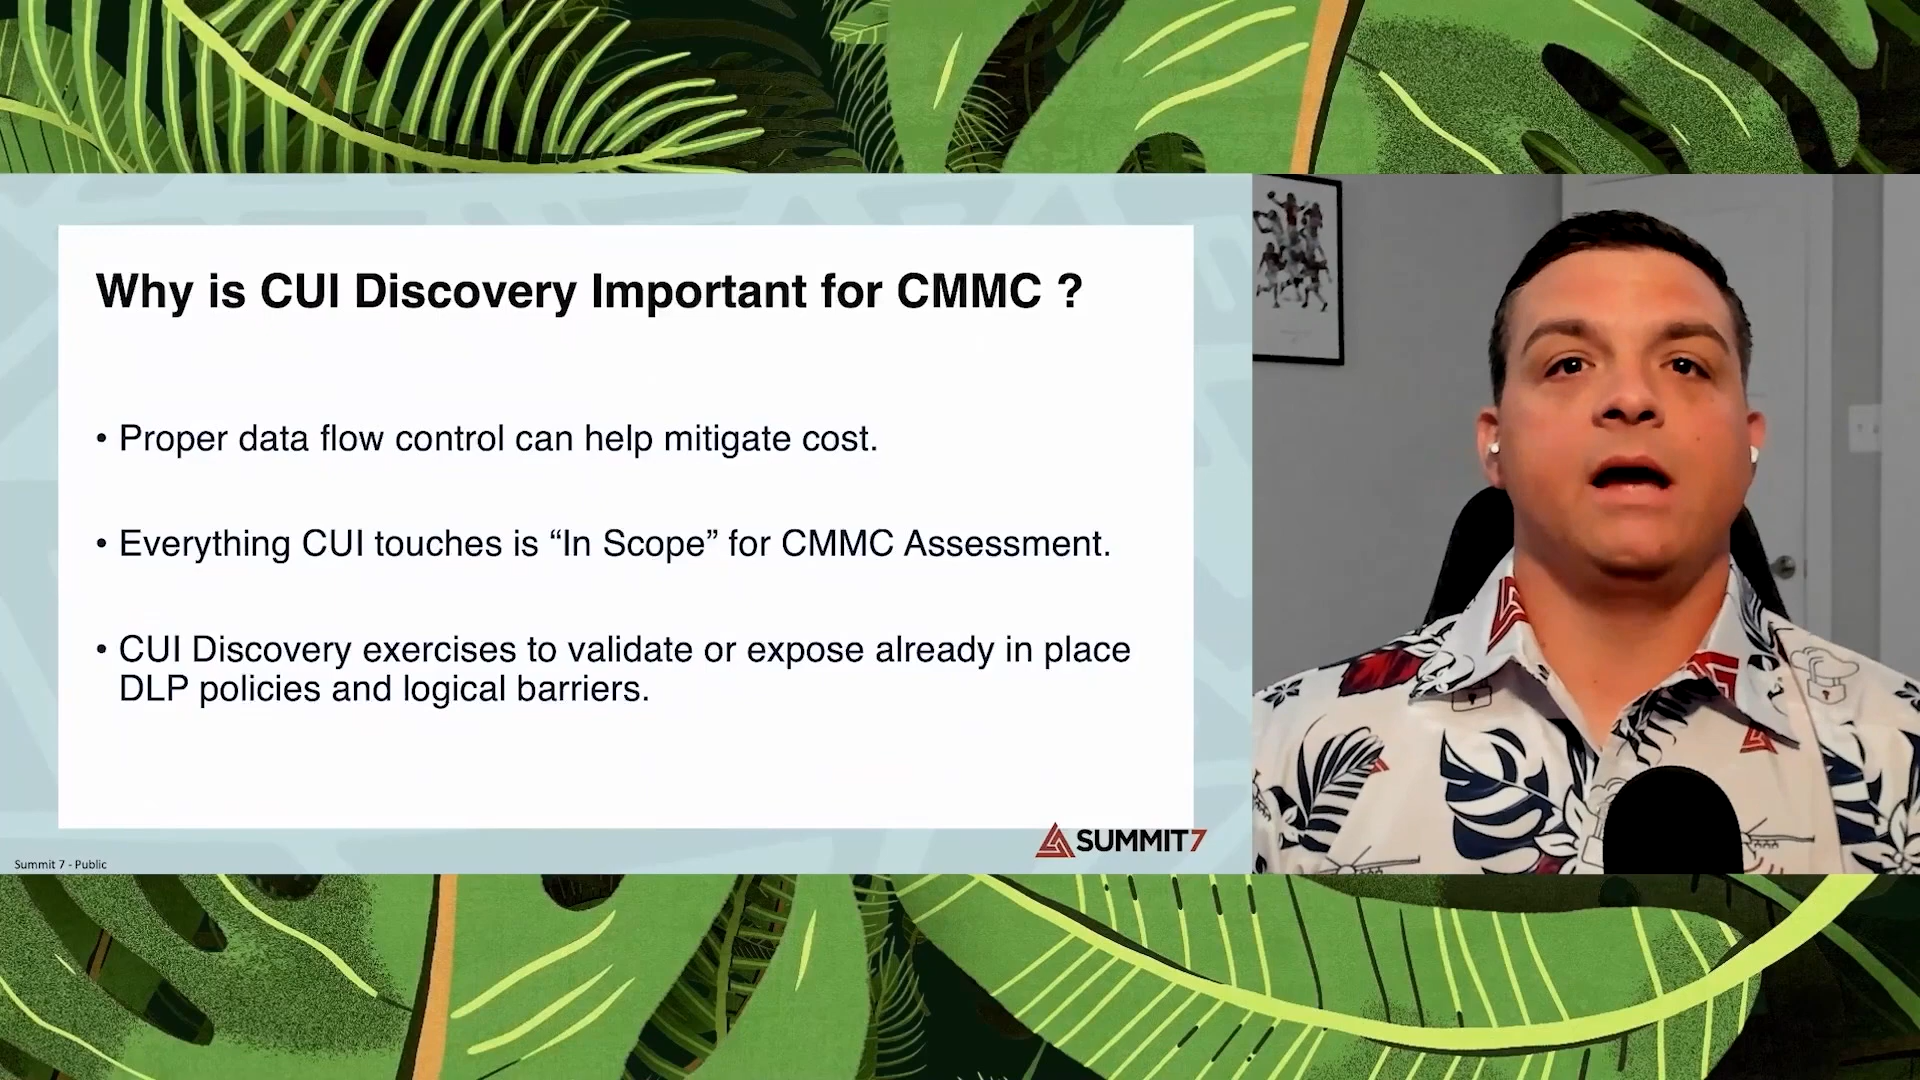 Why is CUI Discovery Important for CMMC ?
• Proper data flow control can help mitigate cost.
• Everything CUI touches is “In Scope” for CMMC Assessment.
• CUI Discovery exercises to validate or expose already in place
DLP policies and logical barriers.
SUMMIT7
Summit 7 - Public